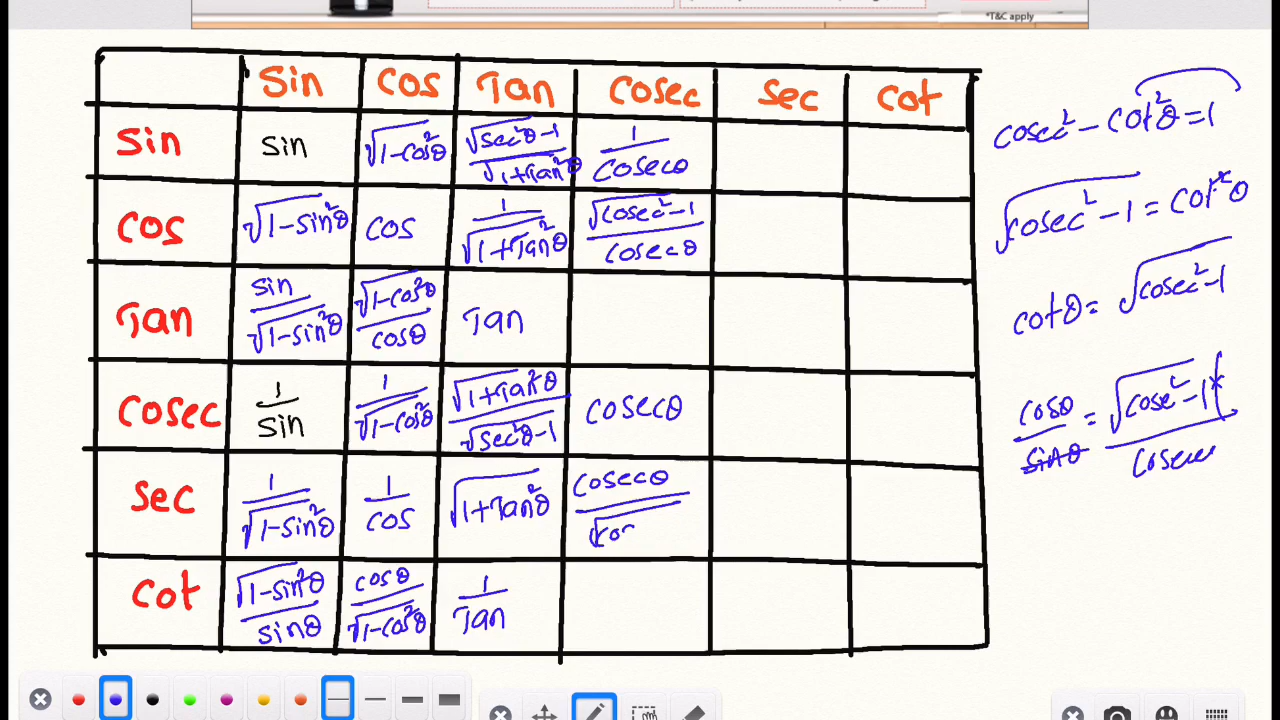 *T&C apply
Sin Cos Tan Cosec Sec Cot
Sin sin √1-cos²θ √sec²θ-1/√1+Tan²θ 1/cosecθ
Cos √1-sin²θ cos 1/√1+Tan²θ √cosec²-1/cosecθ
Tan sin/√1-sin²θ √1-cos²θ/cosθ Tan
Cosec 1/sin 1/√1-cos²θ √1+Tan²θ/√sec²θ-1 cosecθ
Sec 1/√1-sin²θ 1/cos √1+Tan²θ cosecθ/√cos
Cot √1-sin²θ/sinθ cosθ/√1-cos²θ 1/Tan
cosec²-cot²θ=1
√cosec²-1=cot²θ
cotθ=√cosec²-1
cosθ/sinθ=√cosec²-1/cosec